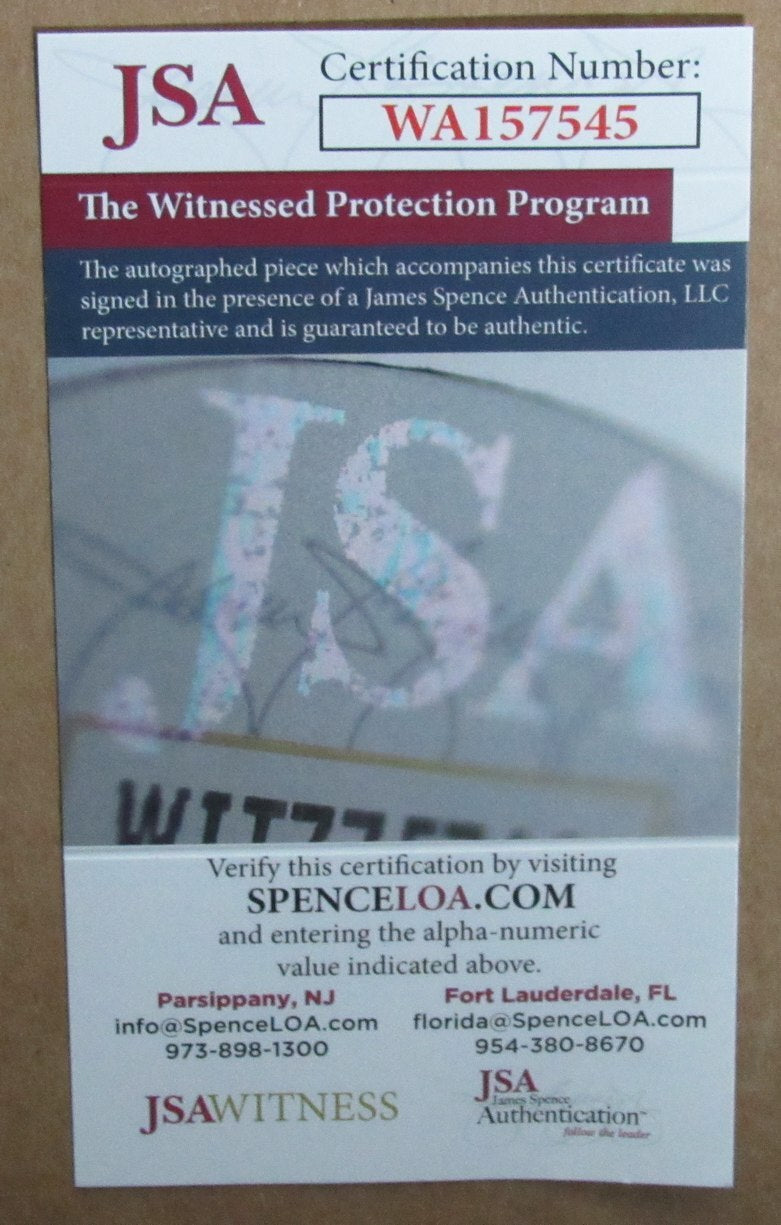 JSA
Certification Number:
WA157545
The Witnessed Protection Program
The autographed piece which accompanies this certificate was
signed in the presence of a James Spence Authentication, LLC
representative and is guaranteed to be authentic.
JSA
Verify this certification by visiting
SPENCELOA.COM
and entering the alpha-numeric
value indicated above.
Parsippany, NJ
info@SpenceLOA.com
973-898-1300
Fort Lauderdale, FL
florida@SpenceLOA.com
954-380-8670
JSAWITNESS
JSA
James Spence
Authentication™
follow the leader